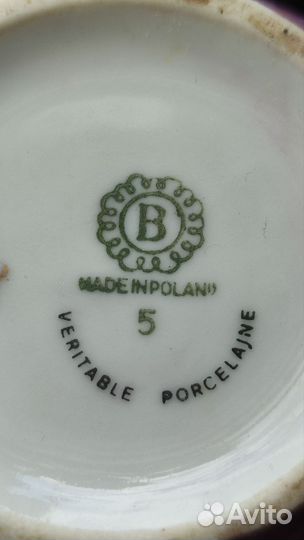 B
MADE IN POLAND
5
VERITABLE PORCELAJNE
Avito